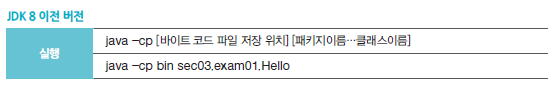 JDK 8 이전 버전
실행
java -cp [바이트 코드 파일 저장 위치] [패키지이름…클래스이름]
java -cp bin sec03.exam01.Hello